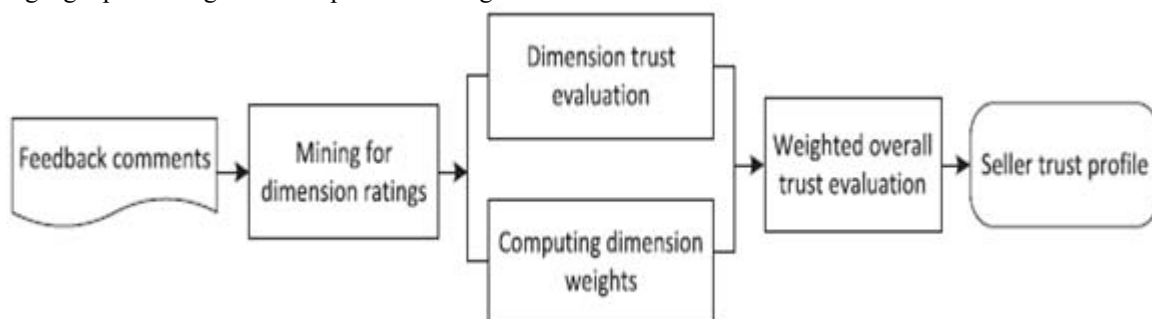 Dimension trust
evaluation
Feedback comments
Mining for
dimension ratings
Weighted overall
trust evaluation
Seller trust profile
Computing dimension
weights